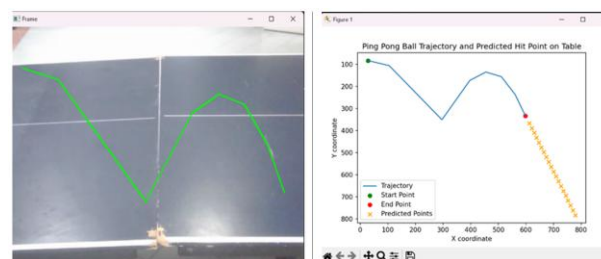 Frame
Figure 1
Ping Pong Ball Trajectory and Predicted Hit Point on Table
100
200
300
400
500
600
700
800
Y coordinate
Trajectory
Start Point
End Point
Predicted Points
0
100
200
300
400
500
600
700
800
X coordinate